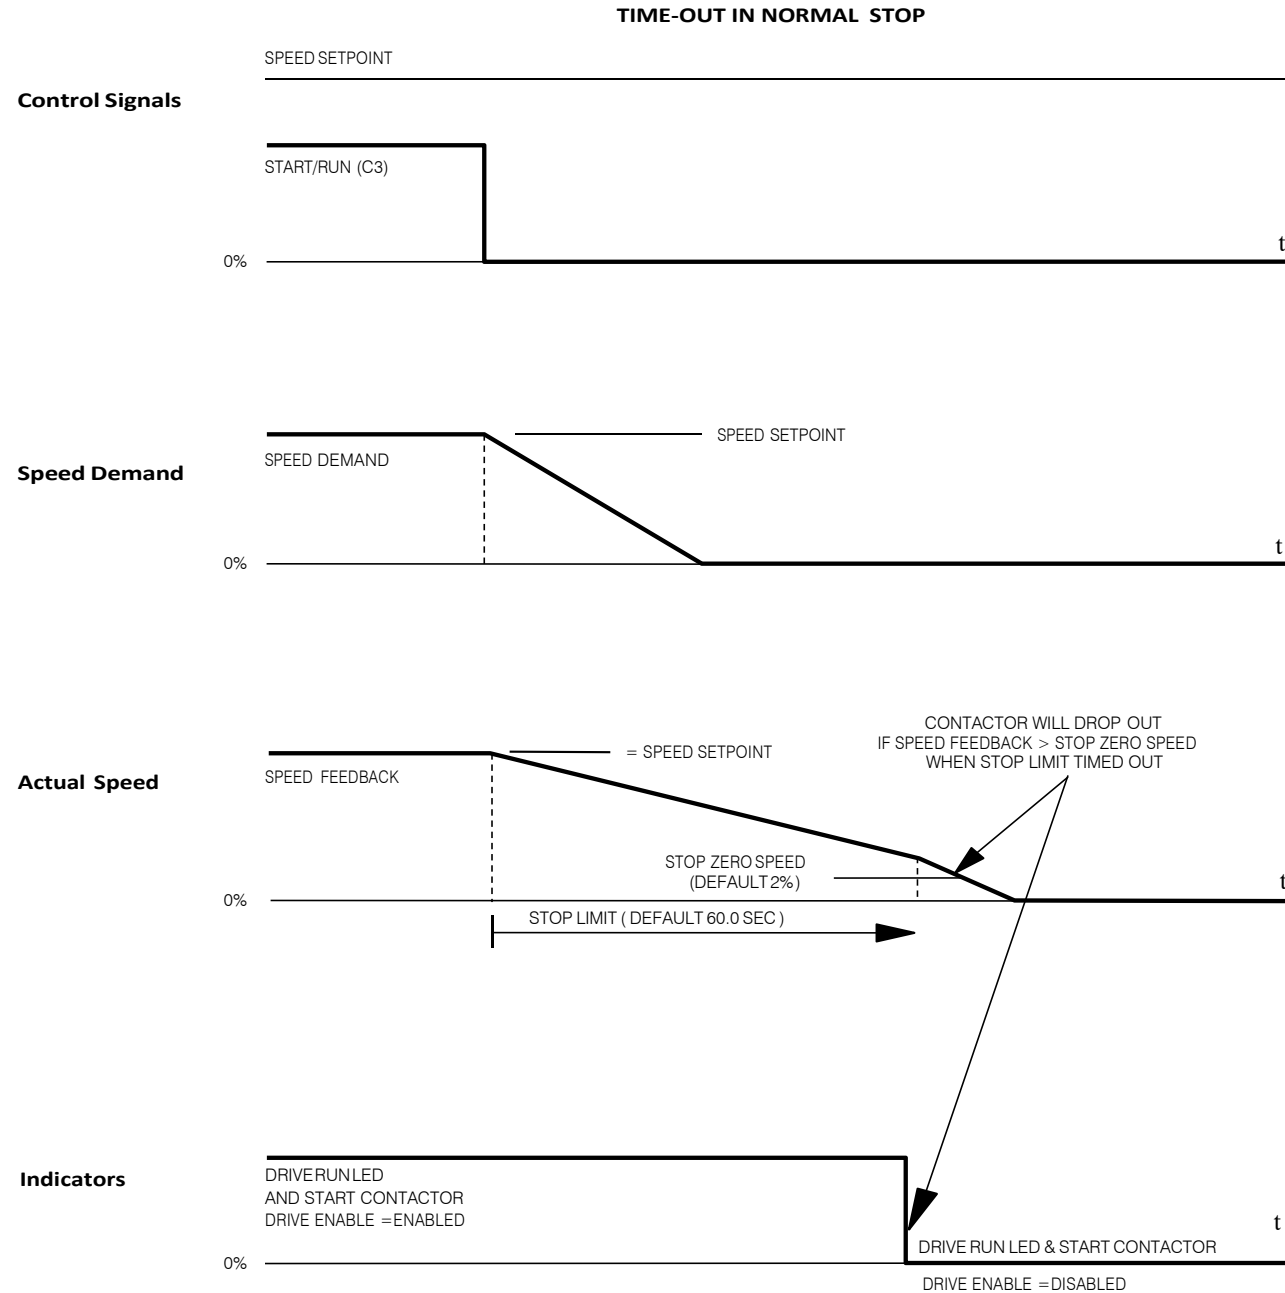 TIME-OUT IN NORMAL STOP
SPEED SETPOINT
Control Signals
START/RUN (C3)
t
0%
SPEED SETPOINT
SPEED DEMAND
Speed Demand
t
0%
CONTACTOR WILL DROP OUT
IF SPEED FEEDBACK > STOP ZERO SPEED
WHEN STOP LIMIT TIMED OUT
= SPEED SETPOINT
SPEED FEEDBACK
Actual Speed
STOP ZERO SPEED
(DEFAULT 2%)
t
0%
STOP LIMIT ( DEFAULT 60.0 SEC )
Indicators
DRIVE RUN LED
AND START CONTACTOR
DRIVE ENABLE = ENABLED
t
DRIVE RUN LED & START CONTACTOR
0%
DRIVE ENABLE = DISABLED